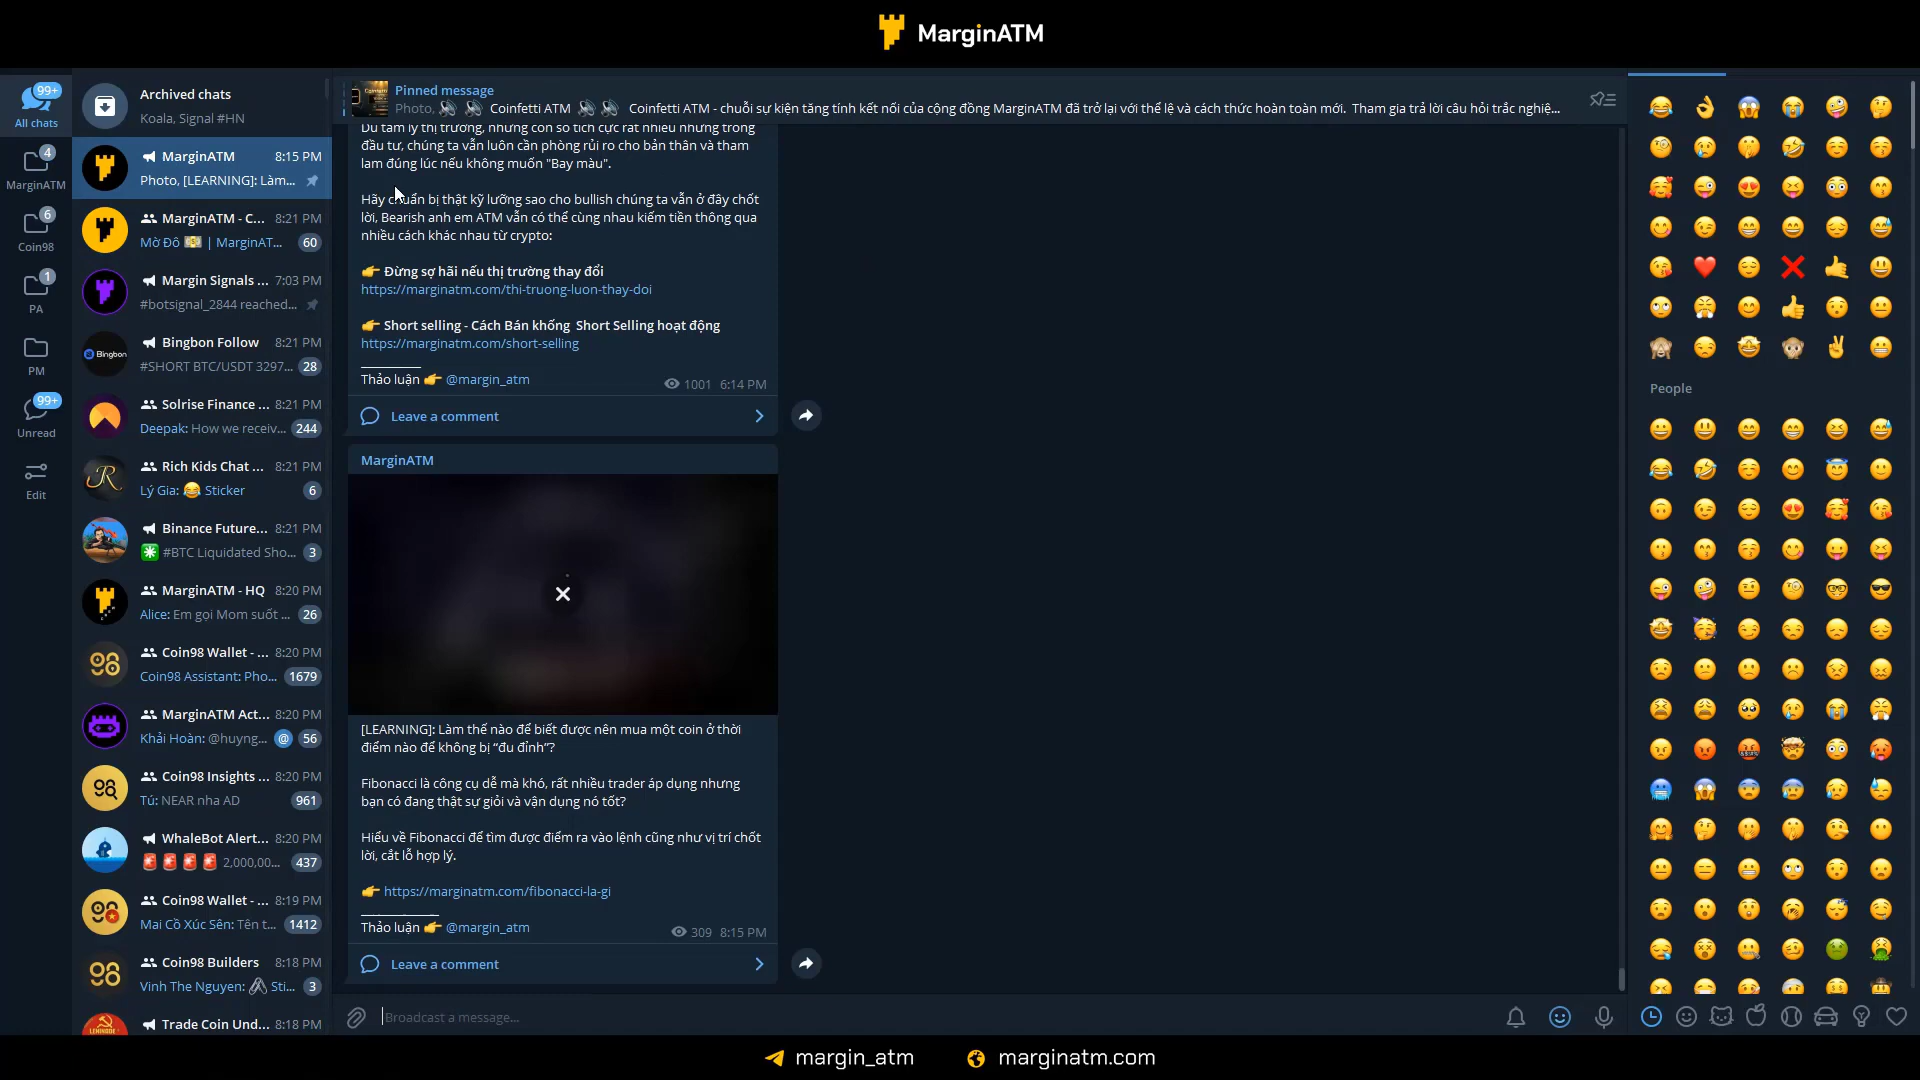 MarginATM
99+
All chats
4
MarginATM
6
Coin98
1
PA
PM
99+
Unread
Edit
Archived chats
Koala, Signal #HN
MarginATM 8:15 PM
Photo, [LEARNING]: Làm...
MarginATM - C... 8:21 PM
Mờ Đô 💵 | MarginAT... 60
Margin Signals ... 7:03 PM
#botsignal_2844 reached...
Bingbon
Bingbon Follow 8:21 PM
#SHORT BTC/USDT 3297... 28
Solrise Finance ... 8:21 PM
Deepak: How we receiv... 244
Rich Kids Chat ... 8:21 PM
Lý Gia: 😂 Sticker 6
Binance Future... 8:21 PM
✳️ #BTC Liquidated Sho... 3
MarginATM - HQ 8:20 PM
Alice: Em gọi Mom suốt ... 26
Coin98 Wallet - ... 8:20 PM
Coin98 Assistant: Pho... 1679
MarginATM Act... 8:20 PM
Khải Hoàn: @huyng... @ 56
Coin98 Insights ... 8:20 PM
Tú: NEAR nha AD 961
WhaleBot Alert... 8:20 PM
🚨 🚨 🚨 🚨 2,000,00... 437
Coin98 Wallet - ... 8:19 PM
Mai Cồ Xúc Sên: Tên t... 1412
Coin98 Builders 8:18 PM
Vinh The Nguyen: 🖇 Sti... 3
Trade Coin Und... 8:18 PM
Pinned message
Photo, 🔊 🔊 Coinfetti ATM 🔊 🔊 Coinfetti ATM - chuỗi sự kiện tăng tính kết nối của cộng đồng MarginATM đã trở lại với thể lệ và cách thức hoàn toàn mới. Tham gia trả lời câu hỏi trắc nghiệ...
Dù tâm lý thị trường, nhưng con số tích cực rất nhiều nhưng trong
đầu tư, chúng ta vẫn luôn cần phòng rủi ro cho bản thân và tham
lam đúng lúc nếu không muốn "Bay màu".
Hãy chuẩn bị thật kỹ lưỡng sao cho bullish chúng ta vẫn ở đây chốt
lời, Bearish anh em ATM vẫn có thể cùng nhau kiếm tiền thông qua
nhiều cách khác nhau từ crypto:
👉 Đừng sợ hãi nếu thị trường thay đổi
https://marginatm.com/thi-truong-luon-thay-doi
👉 Short selling - Cách Bán khống Short Selling hoạt động
https://marginatm.com/short-selling
Thảo luận 👉 @margin_atm
1001 6:14 PM
Leave a comment
MarginATM
[LEARNING]: Làm thế nào để biết được nên mua một coin ở thời
điểm nào để không bị “đu đỉnh”?
Fibonacci là công cụ dễ mà khó, rất nhiều trader áp dụng nhưng
bạn có đang thật sự giỏi và vận dụng nó tốt?
Hiểu về Fibonacci để tìm được điểm ra vào lệnh cũng như vị trí chốt
lời, cắt lỗ hợp lý.
👉 https://marginatm.com/fibonacci-la-gi
Thảo luận 👉 @margin_atm
309 8:15 PM
Leave a comment
Broadcast a message...
People
margin_atm
marginatm.com